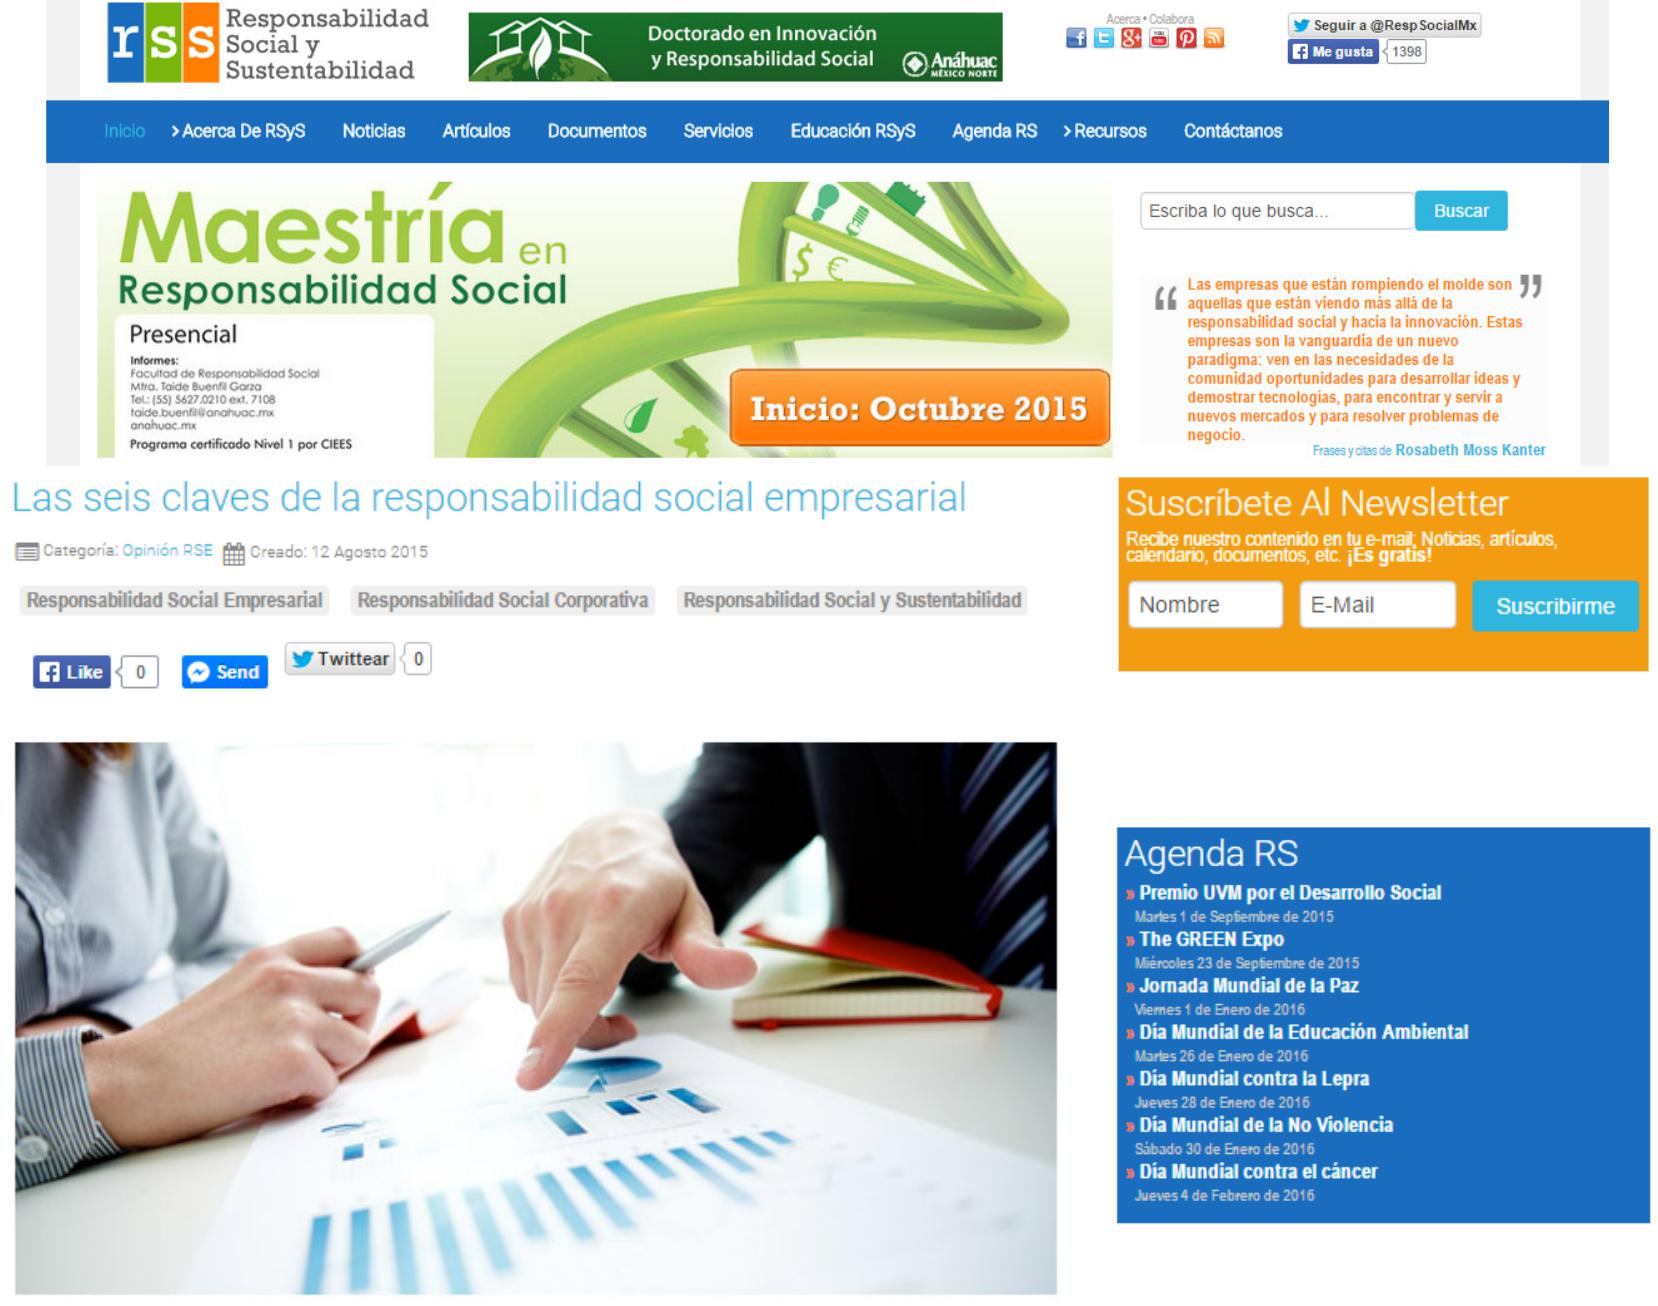 rss
Responsabilidad
Social y
Sustentabilidad
Doctorado en Innovación
y Responsabilidad Social
Anáhuac
MÉXICO NORTE
Acerca • Colabora
Seguir a @RespSocialMx
Me gusta 1398
Inicio > Acerca De RSyS Noticias Artículos Documentos Servicios Educación RSyS Agenda RS > Recursos Contáctanos
Maestría en
Responsabilidad Social
Presencial
Informes:
Facultad de Responsabilidad Social
Mtra. Taide Buenfil Garza
Tel.: (55) 5627.0210 ext. 7108
taide.buenfil@anahuac.mx
anahuac.mx
Programa certificado Nivel 1 por CIEES
$ €
Inicio: Octubre 2015
Escriba lo que busca... Buscar
“ Las empresas que están rompiendo el molde son ”
aquellas que están viendo más allá de la
responsabilidad social y hacia la innovación. Estas
empresas son la vanguardia de un nuevo
paradigma: ven en las necesidades de la
comunidad oportunidades para desarrollar ideas y
demostrar tecnologías, para encontrar y servir a
nuevos mercados y para resolver problemas de
negocio.
Frases y citas de Rosabeth Moss Kanter
Las seis claves de la responsabilidad social empresarial
Categoría: Opinión RSE Creado: 12 Agosto 2015
Responsabilidad Social Empresarial Responsabilidad Social Corporativa Responsabilidad Social y Sustentabilidad
Like 0 Send Twittear 0
Suscríbete Al Newsletter
Recibe nuestro contenido en tu e-mail; Noticias, artículos,
calendario, documentos, etc. ¡Es gratis!
Nombre E-Mail Suscribirme
Agenda RS
» Premio UVM por el Desarrollo Social
Martes 1 de Septiembre de 2015
» The GREEN Expo
Miércoles 23 de Septiembre de 2015
» Jornada Mundial de la Paz
Viernes 1 de Enero de 2016
» Día Mundial de la Educación Ambiental
Martes 26 de Enero de 2016
» Día Mundial contra la Lepra
Jueves 28 de Enero de 2016
» Día Mundial de la No Violencia
Sábado 30 de Enero de 2016
» Día Mundial contra el cáncer
Jueves 4 de Febrero de 2016